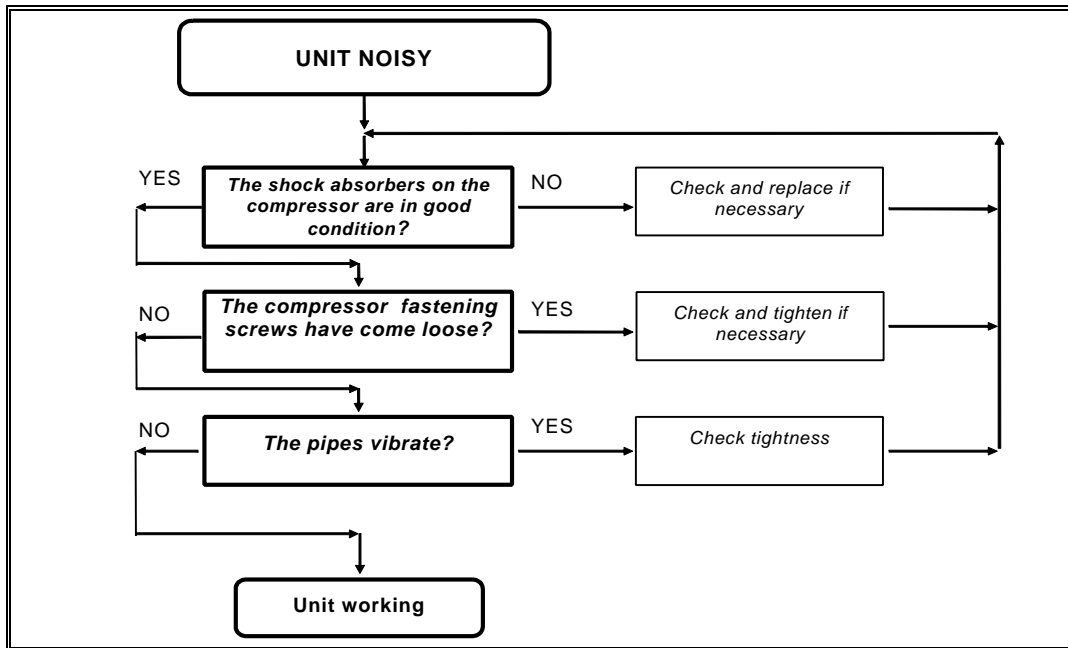 UNIT NOISY
YES
The shock absorbers on the
compressor are in good
condition?
NO
Check and replace if
necessary
NO
The compressor fastening
screws have come loose?
YES
Check and tighten if
necessary
NO
The pipes vibrate?
YES
Check tightness
Unit working